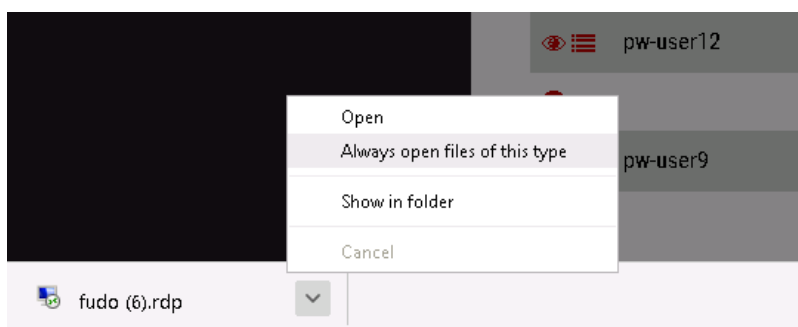 pw-user12
Open
Always open files of this type
pw-user9
Show in folder
Cancel
fudo (6).rdp